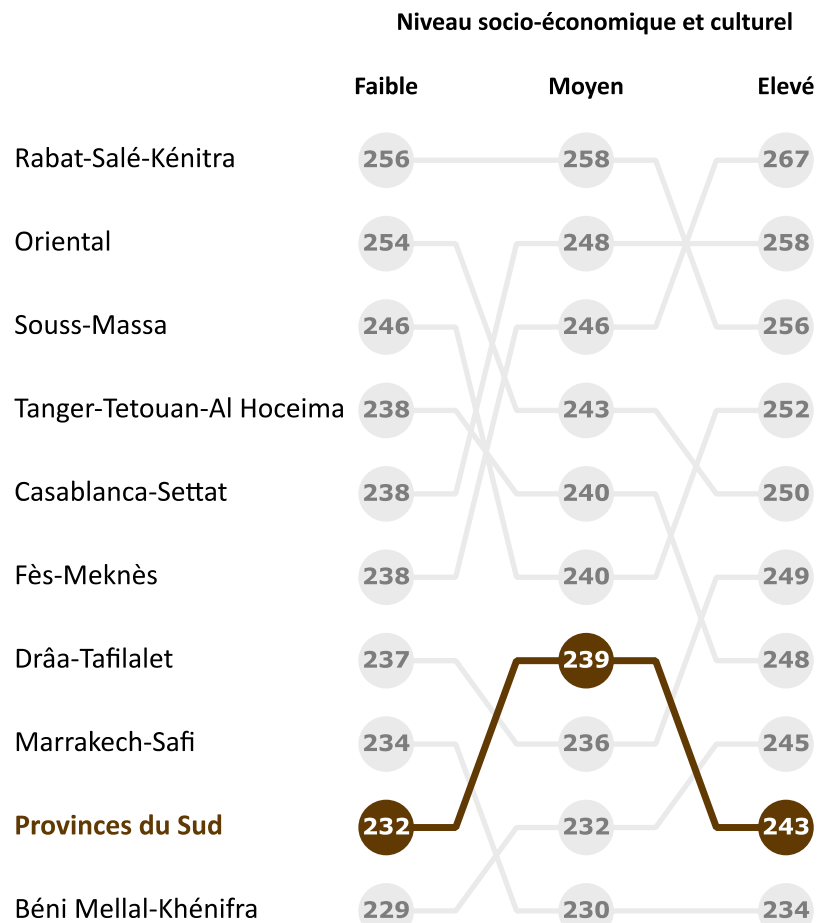 Niveau socio-économique et culturel
Faible Moyen Elevé
Rabat-Salé-Kénitra 256 258 267
Oriental 254 248 258
Souss-Massa 246 246 256
Tanger-Tetouan-Al Hoceima 238 243 252
Casablanca-Settat 238 240 250
Fès-Meknès 238 240 249
Drâa-Tafilalet 237 239 248
Marrakech-Safi 234 236 245
Provinces du Sud 232 232 243
Béni Mellal-Khénifra 229 230 234